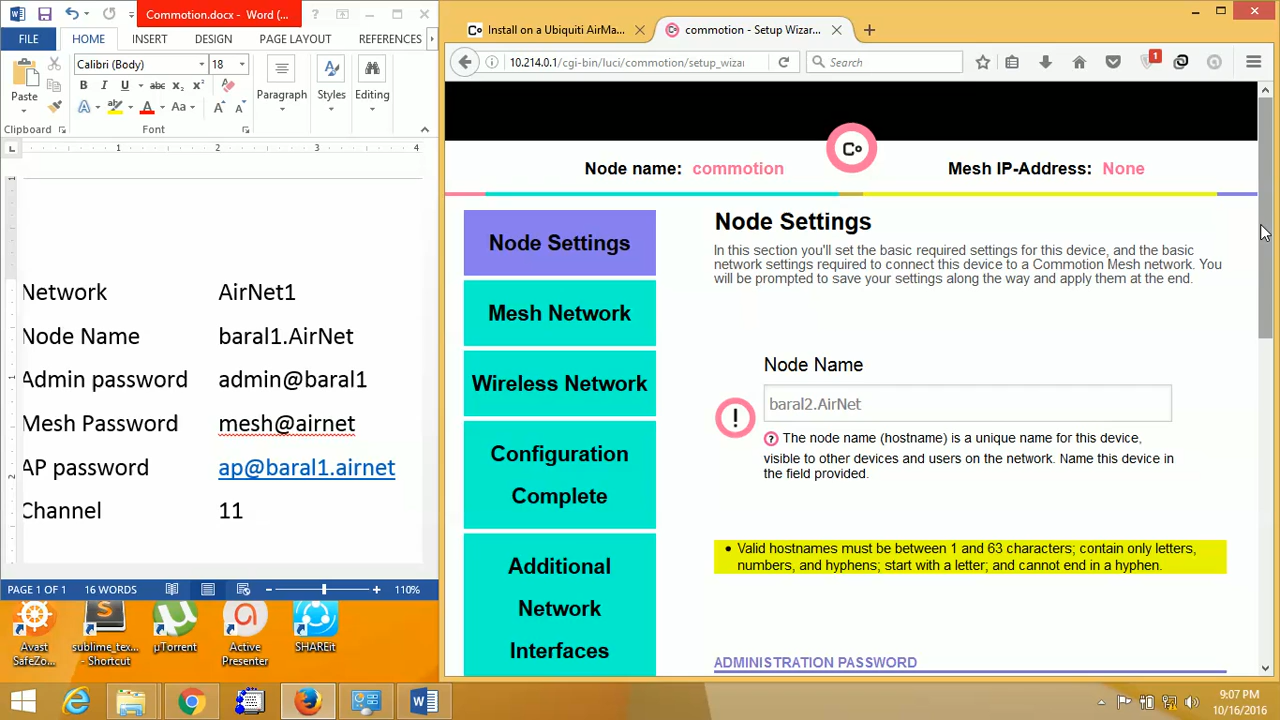 Commotion.docx - Word (...
FILE
HOME
INSERT
DESIGN
PAGE LAYOUT
REFERENCES
Paste
Calibri (Body)
18
Paragraph
Styles
Editing
Clipboard
Font
1
2
3
4
Network AirNet1
Node Name baral1.AirNet
Admin password admin@baral1
Mesh Password mesh@airnet
AP password ap@baral1.airnet
Channel 11
PAGE 1 OF 1
16 WORDS
110%
Avast SafeZo...
sublime_tex... - Shortcut
µTorrent
Active Presenter
SHAREit
Install on a Ubiquiti AirMa...
commotion - Setup Wizar...
10.214.0.1/cgi-bin/luci/commotion/setup_wizar
Search
1
Node name: commotion
Co
Mesh IP-Address: None
Node Settings
Mesh Network
Wireless Network
Configuration
Complete
Additional
Network
Interfaces
Node Settings
In this section you'll set the basic required settings for this device, and the basic
network settings required to connect this device to a Commotion Mesh network. You
will be prompted to save your settings along the way and apply them at the end.
Node Name
baral2.AirNet
!
? The node name (hostname) is a unique name for this device,
visible to other devices and users on the network. Name this device in
the field provided.
• Valid hostnames must be between 1 and 63 characters; contain only letters,
numbers, and hyphens; start with a letter; and cannot end in a hyphen.
ADMINISTRATION PASSWORD
9:07 PM
10/16/2016